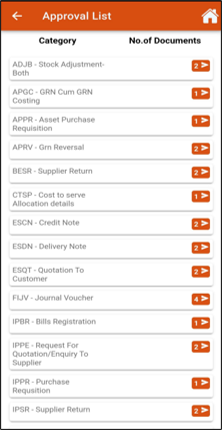 Approval List
Category No.of Documents
ADJB - Stock Adjustment-
Both
2
APGC - GRN Cum GRN
Costing
1
APPR - Asset Purchase
Requisition
1
APRV - Grn Reversal
2
BESR - Supplier Return
2
CTSP - Cost to serve
Allocation details
1
ESCN - Credit Note
2
ESDN - Delivery Note
2
ESQT - Quotation To
Customer
2
FIJV - Journal Voucher
4
IPBR - Bills Registration
1
IPPE - Request For
Quotation/Enquiry To
Supplier
2
IPPR - Purchase
Requsition
1
IPSR - Supplier Return
2